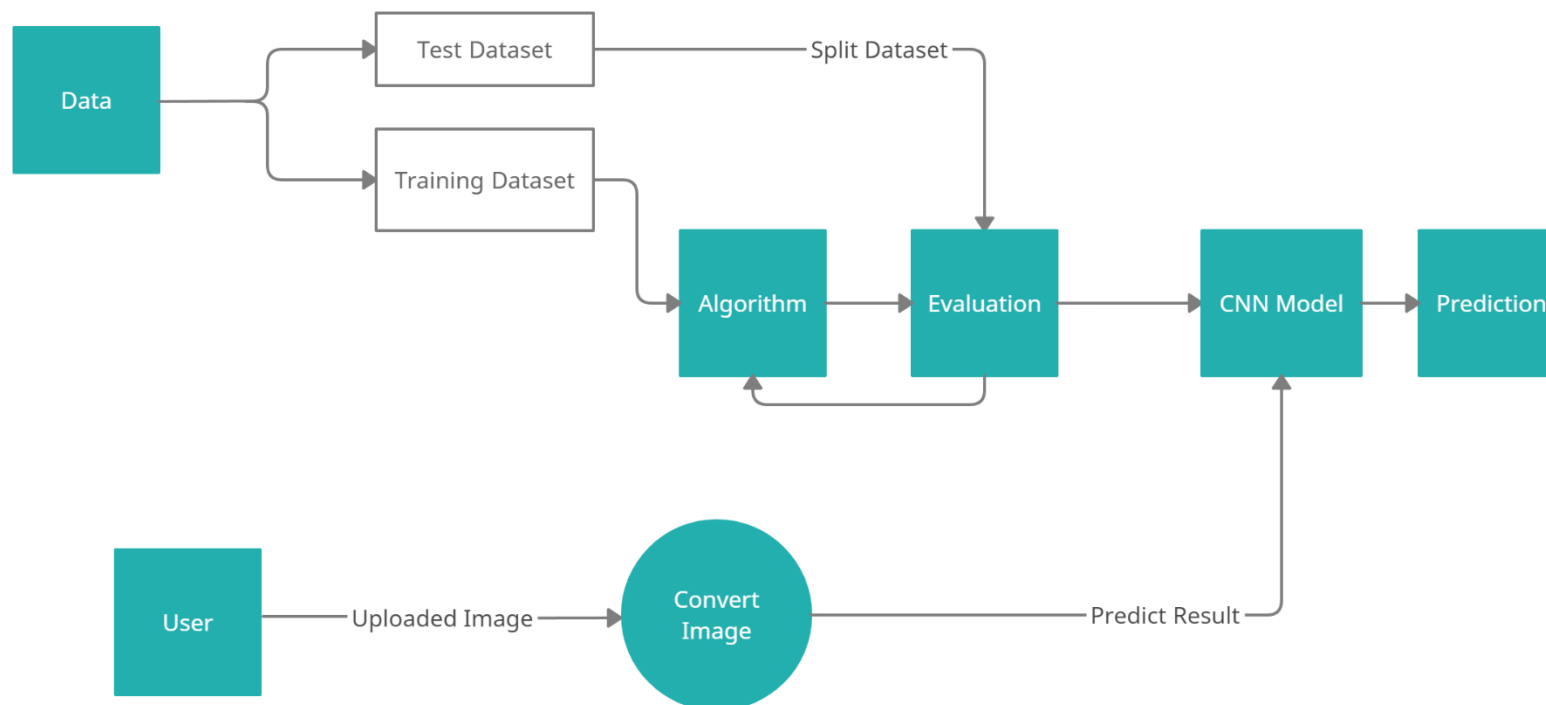 Test Dataset
Split Dataset
Data
Training Dataset
Algorithm
Evaluation
CNN Model
Prediction
Convert
Image
User
Uploaded Image
Predict Result